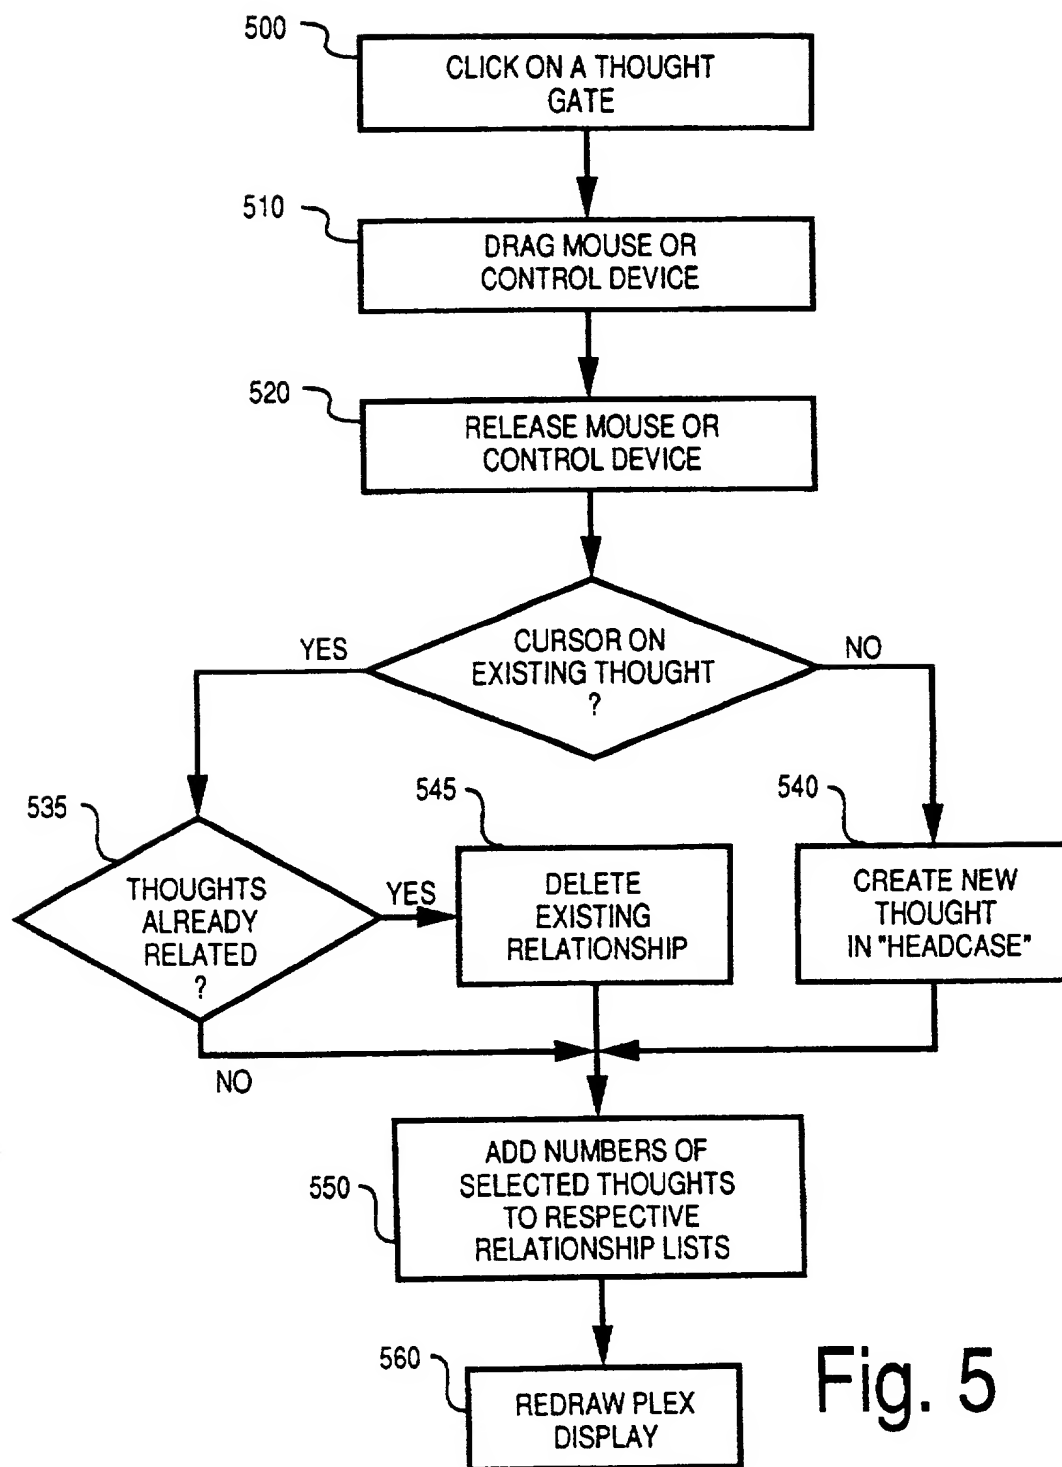 500
CLICK ON A THOUGHT
GATE
510
DRAG MOUSE OR
CONTROL DEVICE
520
RELEASE MOUSE OR
CONTROL DEVICE
YES
CURSOR ON
EXISTING THOUGHT
?
NO
535
THOUGHTS
ALREADY
RELATED
?
YES
NO
545
DELETE
EXISTING
RELATIONSHIP
540
CREATE NEW
THOUGHT
IN "HEADCASE"
550
ADD NUMBERS OF
SELECTED THOUGHTS
TO RESPECTIVE
RELATIONSHIP LISTS
560
REDRAW PLEX
DISPLAY
Fig. 5